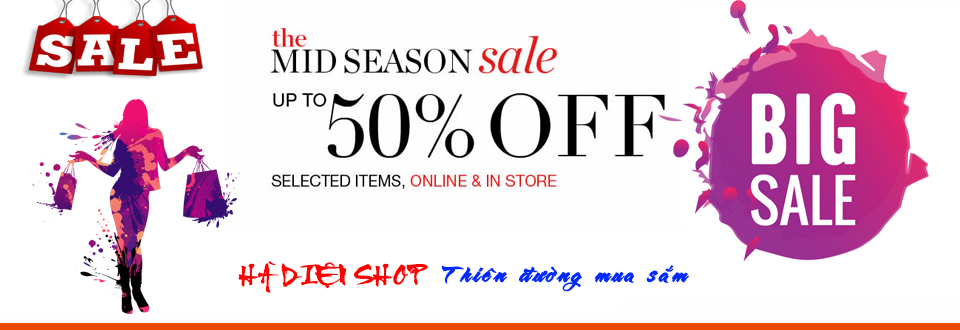 SALE
the
MID SEASON sale
UP TO 50% OFF
SELECTED ITEMS, ONLINE & IN STORE
BIG
SALE
SHOP Thiên đường mua sắm